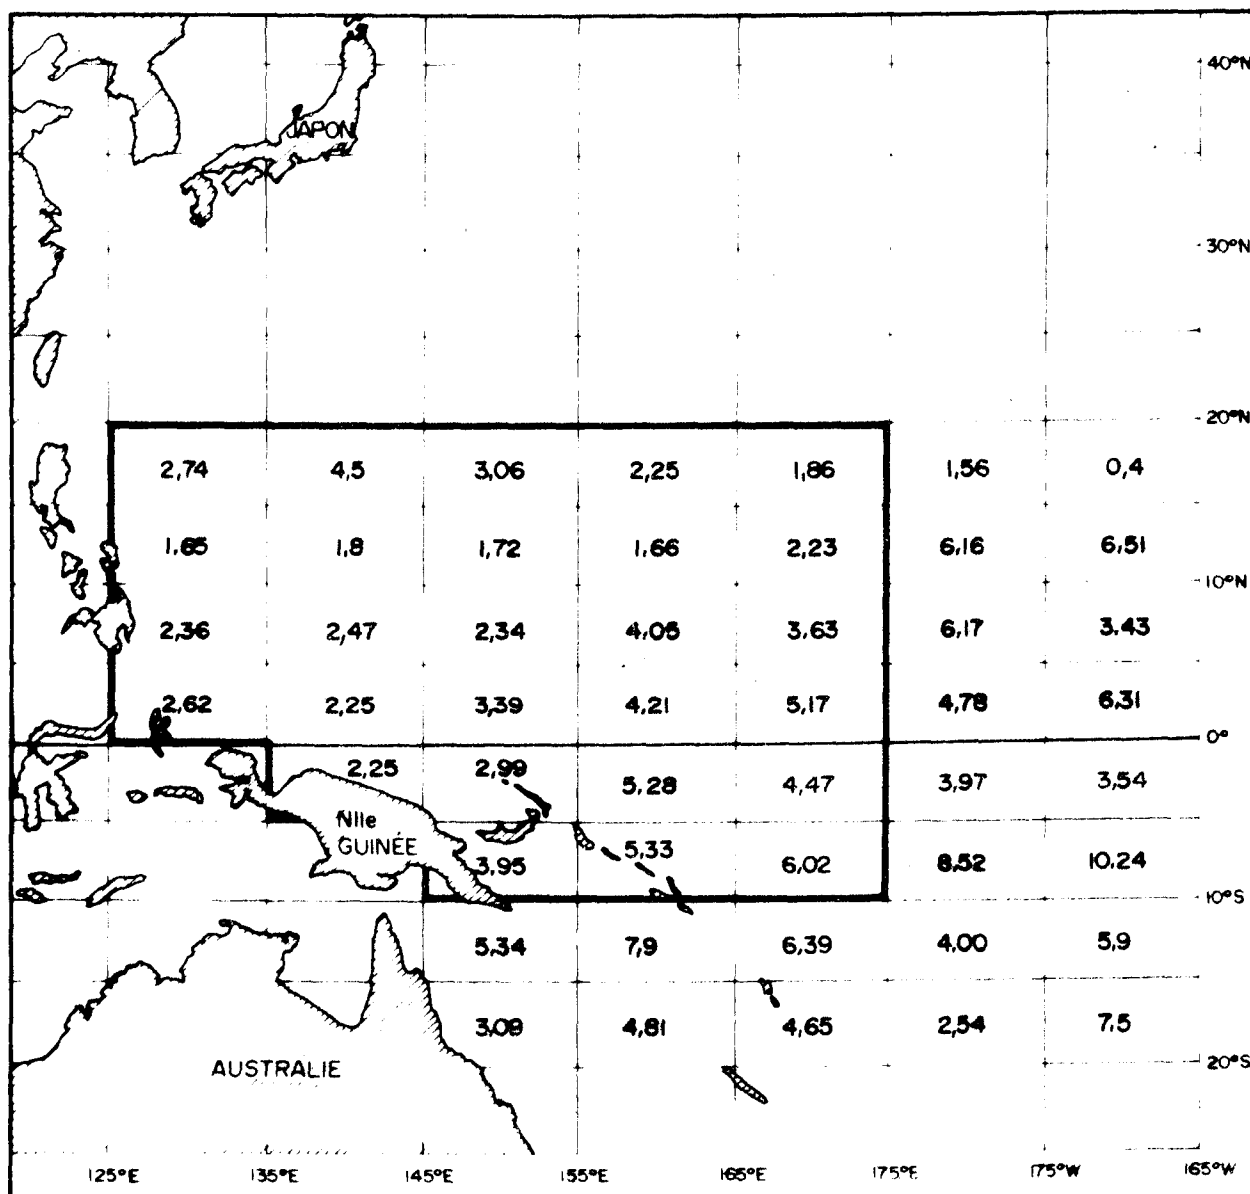 40°N
JAPON
30°N
20°N
2,74 4,5 3,06 2,25 1,86 1,56 0,4
1,65 1,8 1,72 1,66 2,23 6,16 6,51
10°N
2,36 2,47 2,34 4,05 3,63 6,17 3,43
2,62 2,25 3,39 4,21 5,17 4,78 6,31
0°
2,25 2,99 5,28 4,47 3,97 3,54
Nlle
GUINÉE
3,95 5,33 6,02 8,52 10,24
10°S
5,34 7,9 6,39 4,00 5,9
3,09 4,81 4,65 2,54 7,5
20°S
AUSTRALIE
125°E 135°E 145°E 155°E 165°E 175°E 175°W 165°W